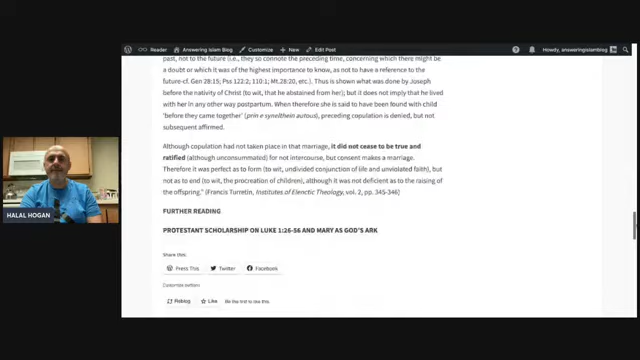 Reader Answering Islam Blog Customize New Edit Post Howdy, answeringislamblog
past, not to the future (i.e., they so connote the preceding time, concerning which there might be
a doubt or which it was of the highest importance to know, as not to have a reference to the
future-cf. Gen 28:15; Pss 122:2; 110:1; Mt.28:20, etc.). Thus is shown what was done by Joseph
before the nativity of Christ (to wit, that he abstained from her); but it does not imply that he lived
with her in any other way postpartum. When therefore she is said to have been found with child
'before they came together' (prin e synelthein autous), preceding copulation is denied, but not
subsequent affirmed.
Although copulation had not taken place in that marriage, it did not cease to be true and
ratified (although unconsummated) for not intercourse, but consent makes a marriage.
Therefore it was perfect as to form (to wit, undivided conjunction of life and unviolated faith), but
not as to end (to wit, the procreation of children), although it was not deficient as to the raising of
the offspring." (Francis Turretin, Institutes of Elenctic Theology, vol. 2, pp. 345-346)
HALAL HOGAN
FURTHER READING
PROTESTANT SCHOLARSHIP ON LUKE 1:26-56 AND MARY AS GOD'S ARK
Share this:
Press This Twitter Facebook
Customize buttons
Reblog Like Be the first to like this.